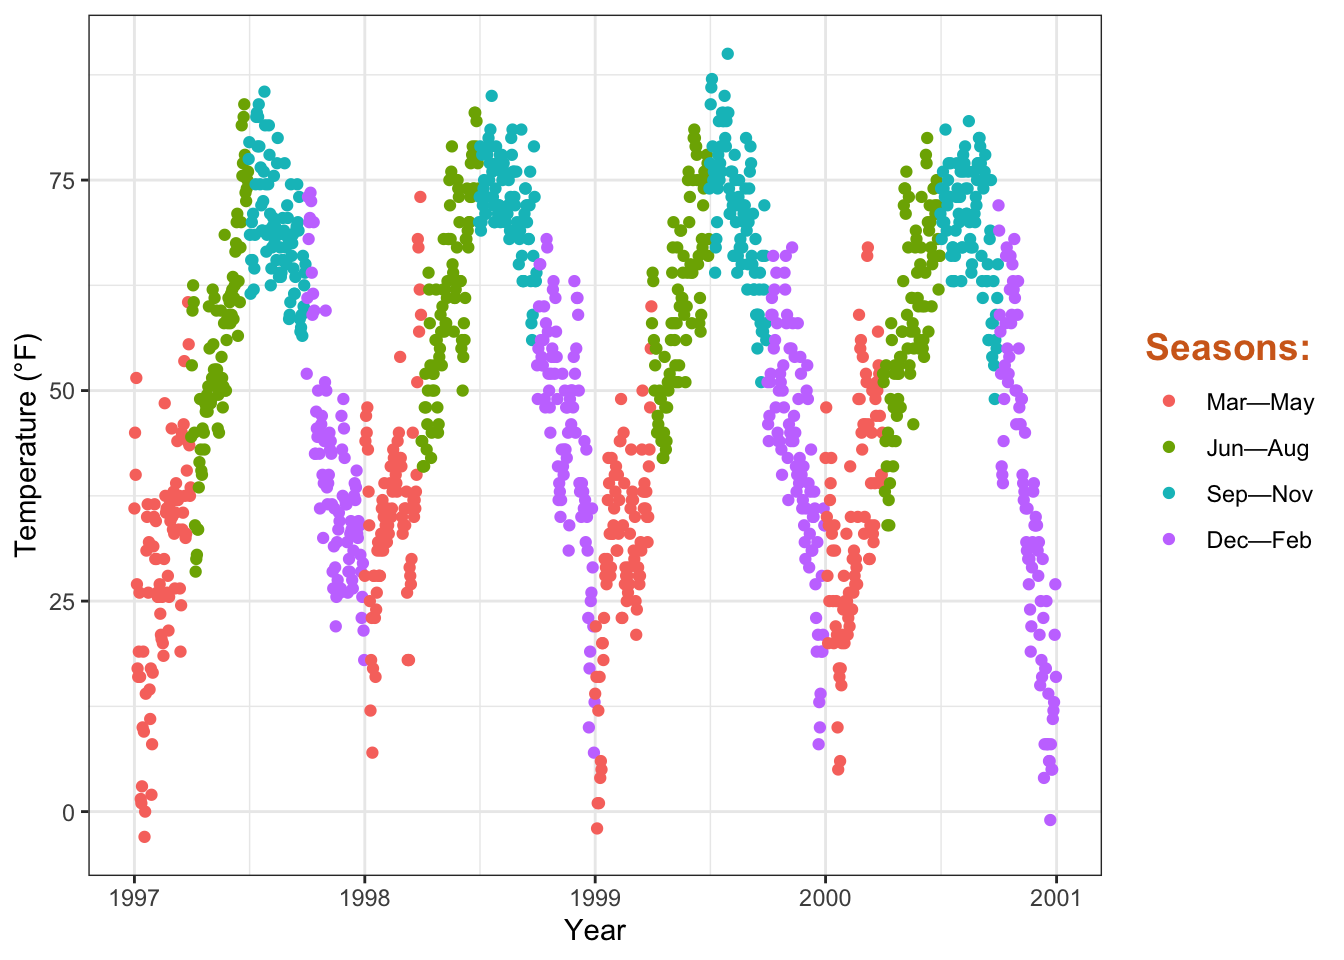 75
50
25
0
Temperature (°F)
1997 1998 1999 2000 2001
Year
Seasons:
Mar—May
Jun—Aug
Sep—Nov
Dec—Feb